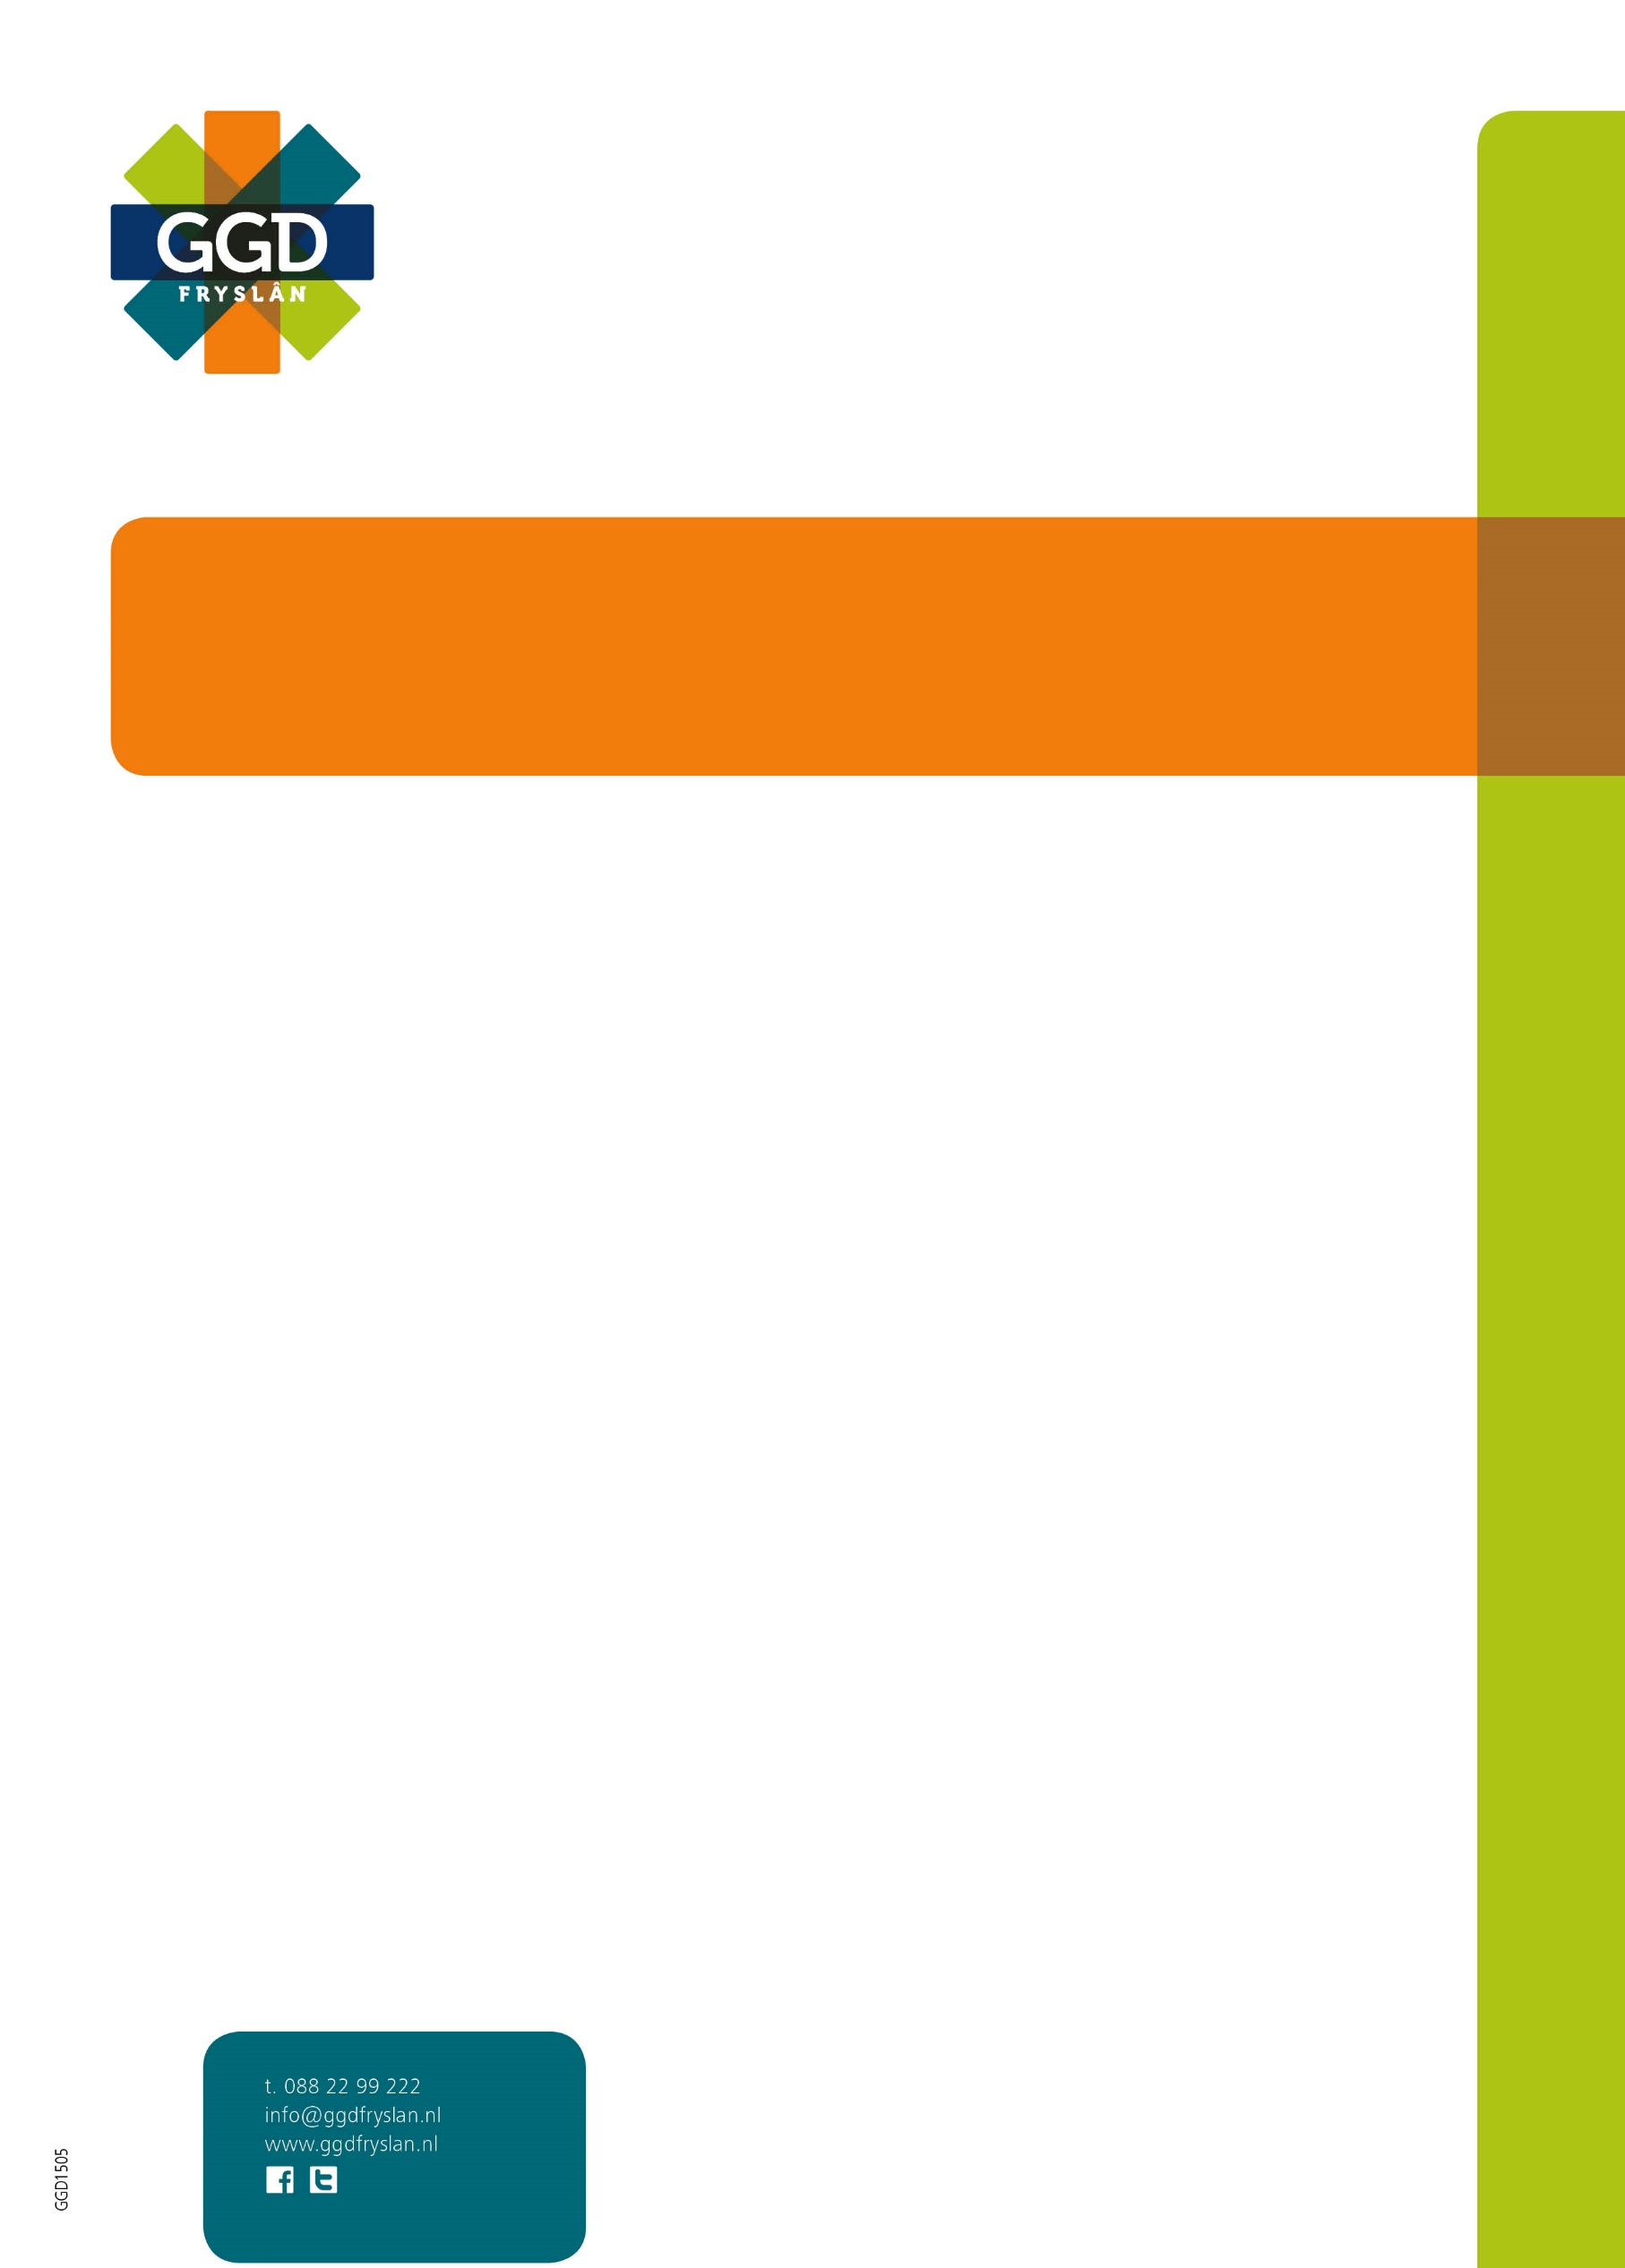 GGD
FRYSLÂN
t. 088 22 99 222
info@ggdfryslan.nl
www.ggdfryslan.nl
GGD1505